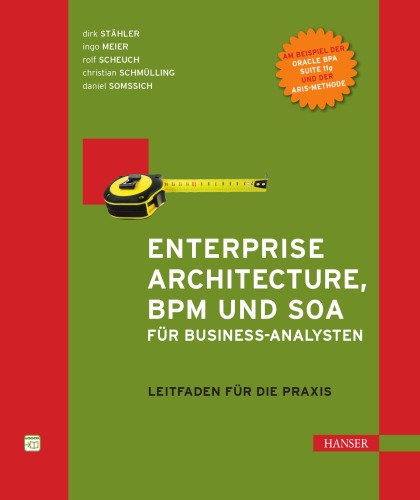 dirk STÄHLER
ingo MEIER
rolf SCHEUCH
christian SCHMÜLLING
daniel SOMSSICH
AM BEISPIEL DER
ORACLE BPA
SUITE 11g
UND DER
ARIS-METHODE
ENTERPRISE
ARCHITECTURE,
BPM UND SOA
FÜR BUSINESS-ANALYSTEN
LEITFADEN FÜR DIE PRAXIS
HANSER